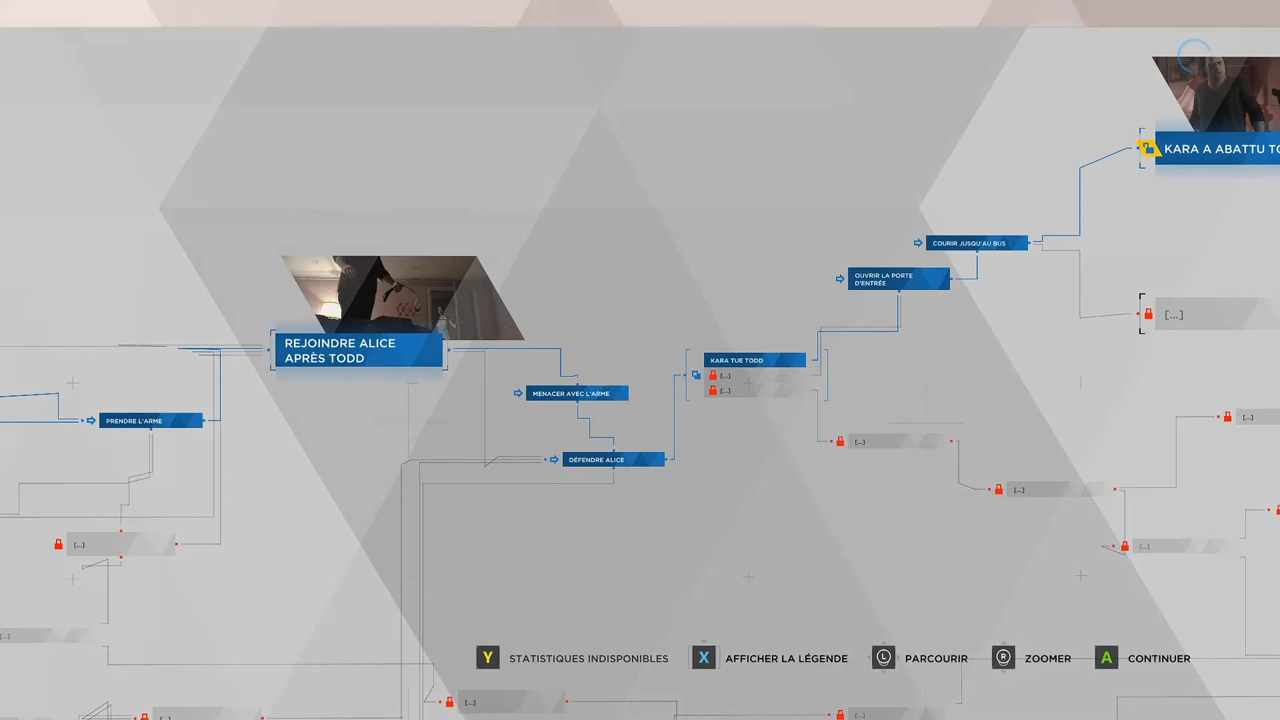 KARA A ABATTU TO
COURIR JUSQU'AU BUS
OUVRIR LA PORTE
D'ENTRÉE
[...]
REJOINDRE ALICE
APRÈS TODD
KARA TUE TODD
[...]
[...]
MENACER AVEC L'ARME
PRENDRE L'ARME
[...]
[...]
DÉFENDRE ALICE
[...]
[...]
[...]
[...]
Y STATISTIQUES INDISPONIBLES
X AFFICHER LA LÉGENDE
L PARCOURIR
R ZOOMER
A CONTINUER
[...]
[...]
[...]